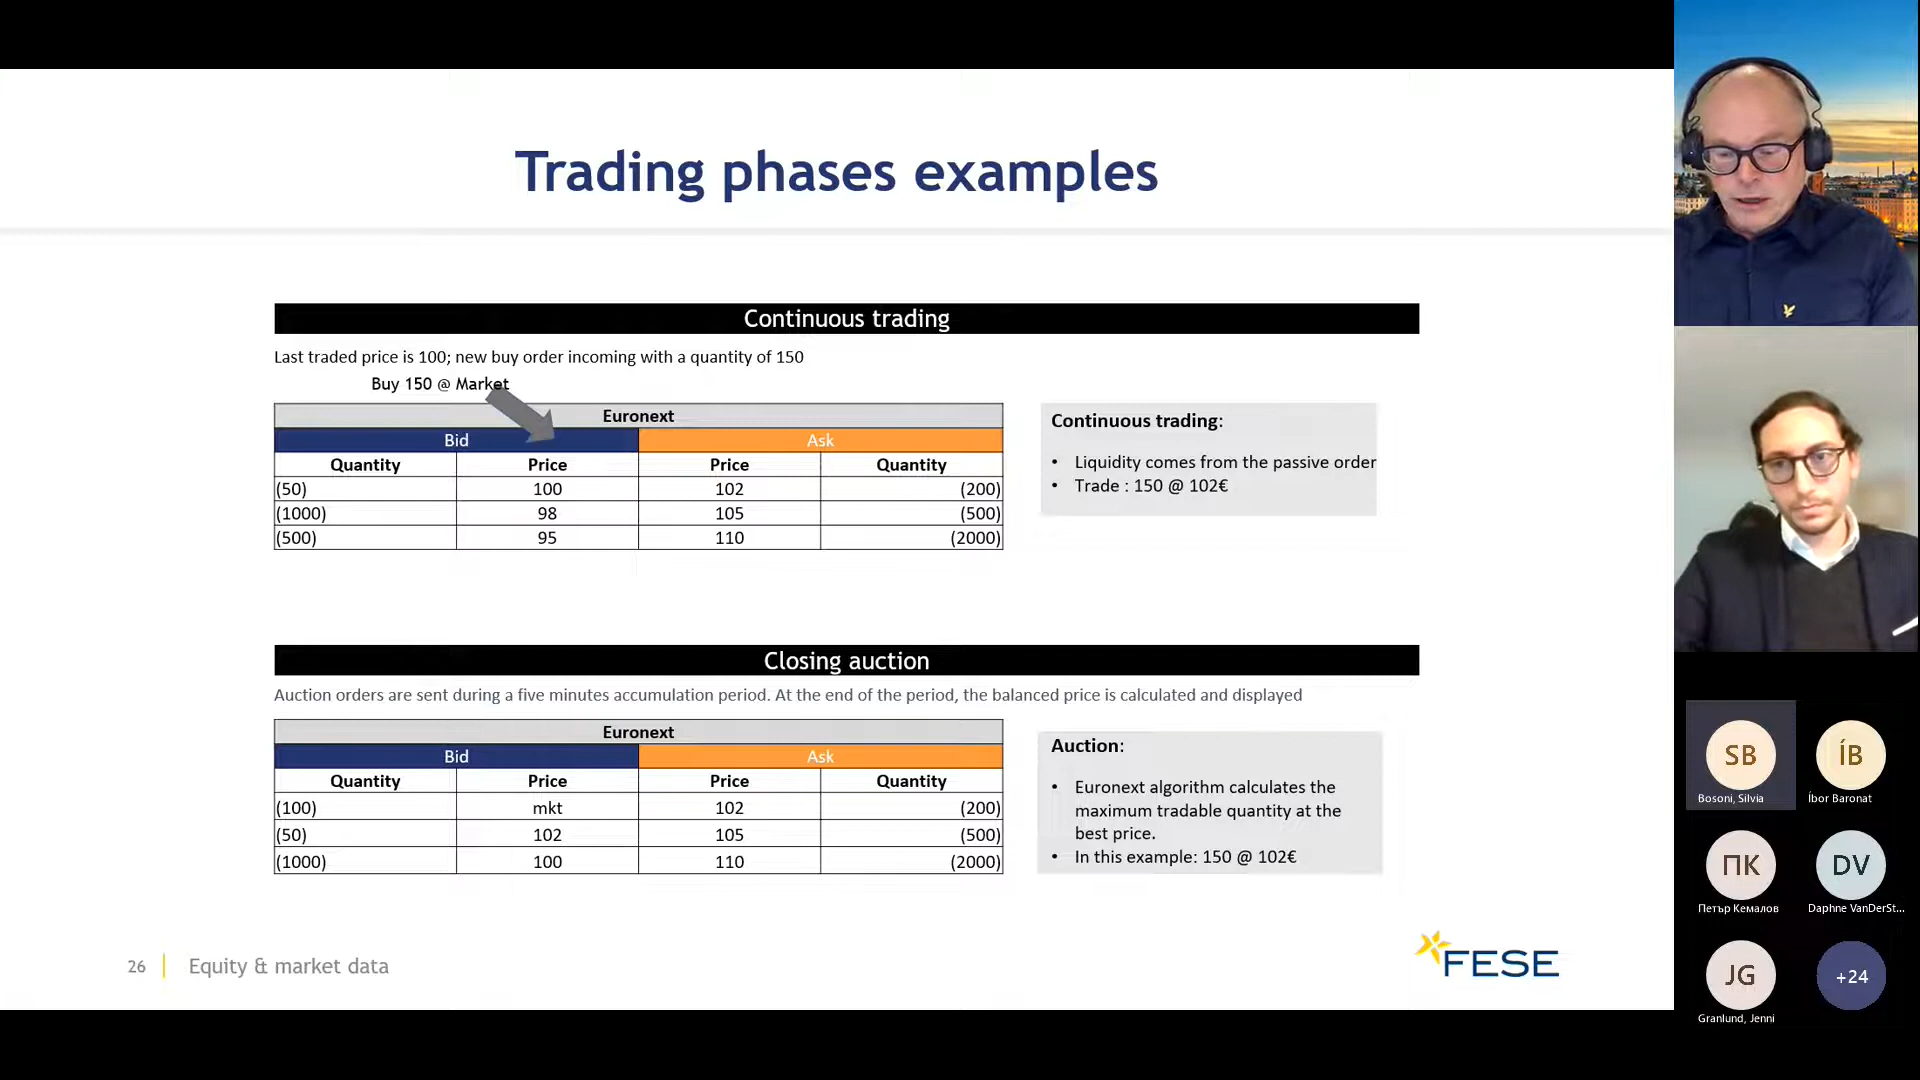 Trading phases examples
Continuous trading
Last traded price is 100; new buy order incoming with a quantity of 150
Buy 150 @ Market
Euronext
Bid Ask
Quantity Price Price Quantity
(50) 100 102 (200)
(1000) 98 105 (500)
(500) 95 110 (2000)
Continuous trading:
• Liquidity comes from the passive order
• Trade : 150 @ 102€
Closing auction
Auction orders are sent during a five minutes accumulation period. At the end of the period, the balanced price is calculated and displayed
Euronext
Bid Ask
Quantity Price Price Quantity
(100) mkt 102 (200)
(50) 102 105 (500)
(1000) 100 110 (2000)
Auction:
• Euronext algorithm calculates the
maximum tradable quantity at the
best price.
• In this example: 150 @ 102€
26 Equity & market data
FESE
SB ÍB
Bosoni, Silvia Íbor Baronat
ПК DV
Петър Кемалов Daphne VanDerSt...
JG +24
Granlund, Jenni